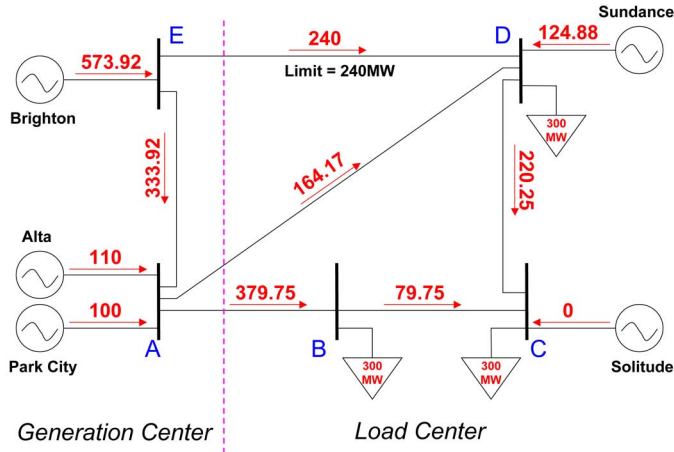 E
240
D
124.88
Sundance
573.92
Limit = 240MW
Brighton
300
MW
333.92
164.17
220.25
Alta
110
100
379.75
79.75
0
A
B
C
Park City
300
MW
300
MW
Solitude
Generation Center
Load Center